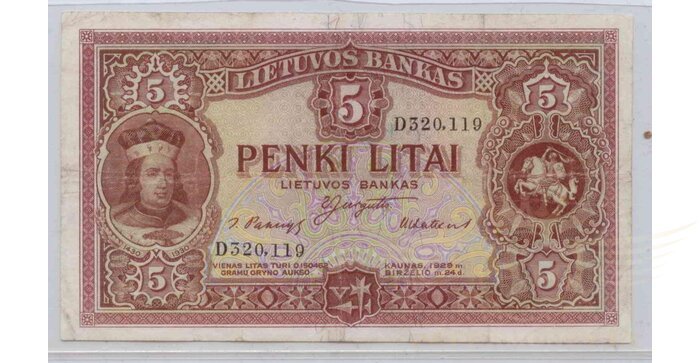 LIETUVOS BANKAS
5 5 5
D320,119
PENKI LITAI
LIETUVOS BANKAS
D320,119
1430 1930
VIENAS LITAS TURI 0,150462
GRAMŲ GRYNO AUKSO
KAUNAS, 1929 m.
BIRŽELIO m. 24 d.
5 5